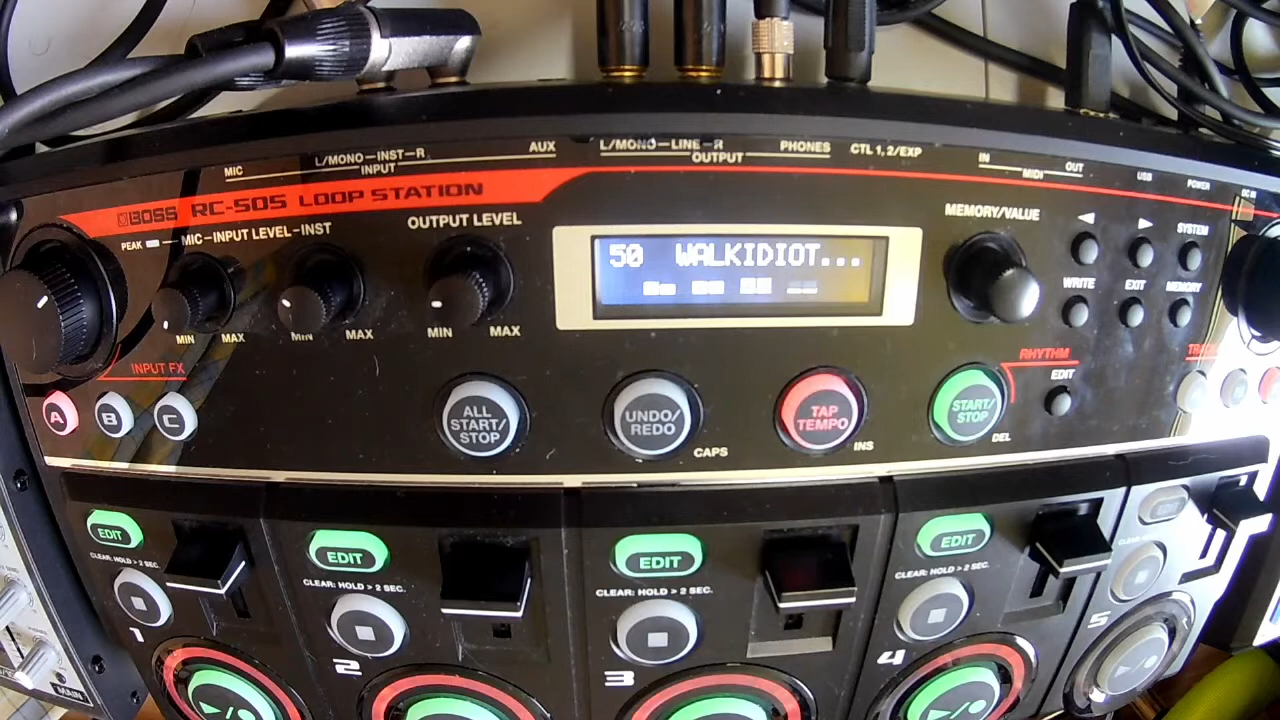 MIC L/MONO—INST—R AUX L/MONO—LINE—R PHONES CTL 1, 2/EXP IN OUT USB POWER DC IN
INPUT OUTPUT MIDI
BOSS RC-505 LOOP STATION
PEAK MIC-INPUT LEVEL-INST OUTPUT LEVEL MEMORY/VALUE ◀ ▶ SYSTEM
50 WALKIDIOT...
WRITE EXIT MEMORY
MIN MAX MIN MAX MIN MAX
INPUT FX RHYTHM
EDIT
A B C
ALL START/STOP UNDO/REDO TAP TEMPO START/STOP
CAPS INS DEL
EDIT EDIT EDIT EDIT
CLEAR: HOLD > 2 SEC. CLEAR: HOLD > 2 SEC. CLEAR: HOLD > 2 SEC. CLEAR: HOLD > 2 SEC.
1 2 3 4 5
MAIN